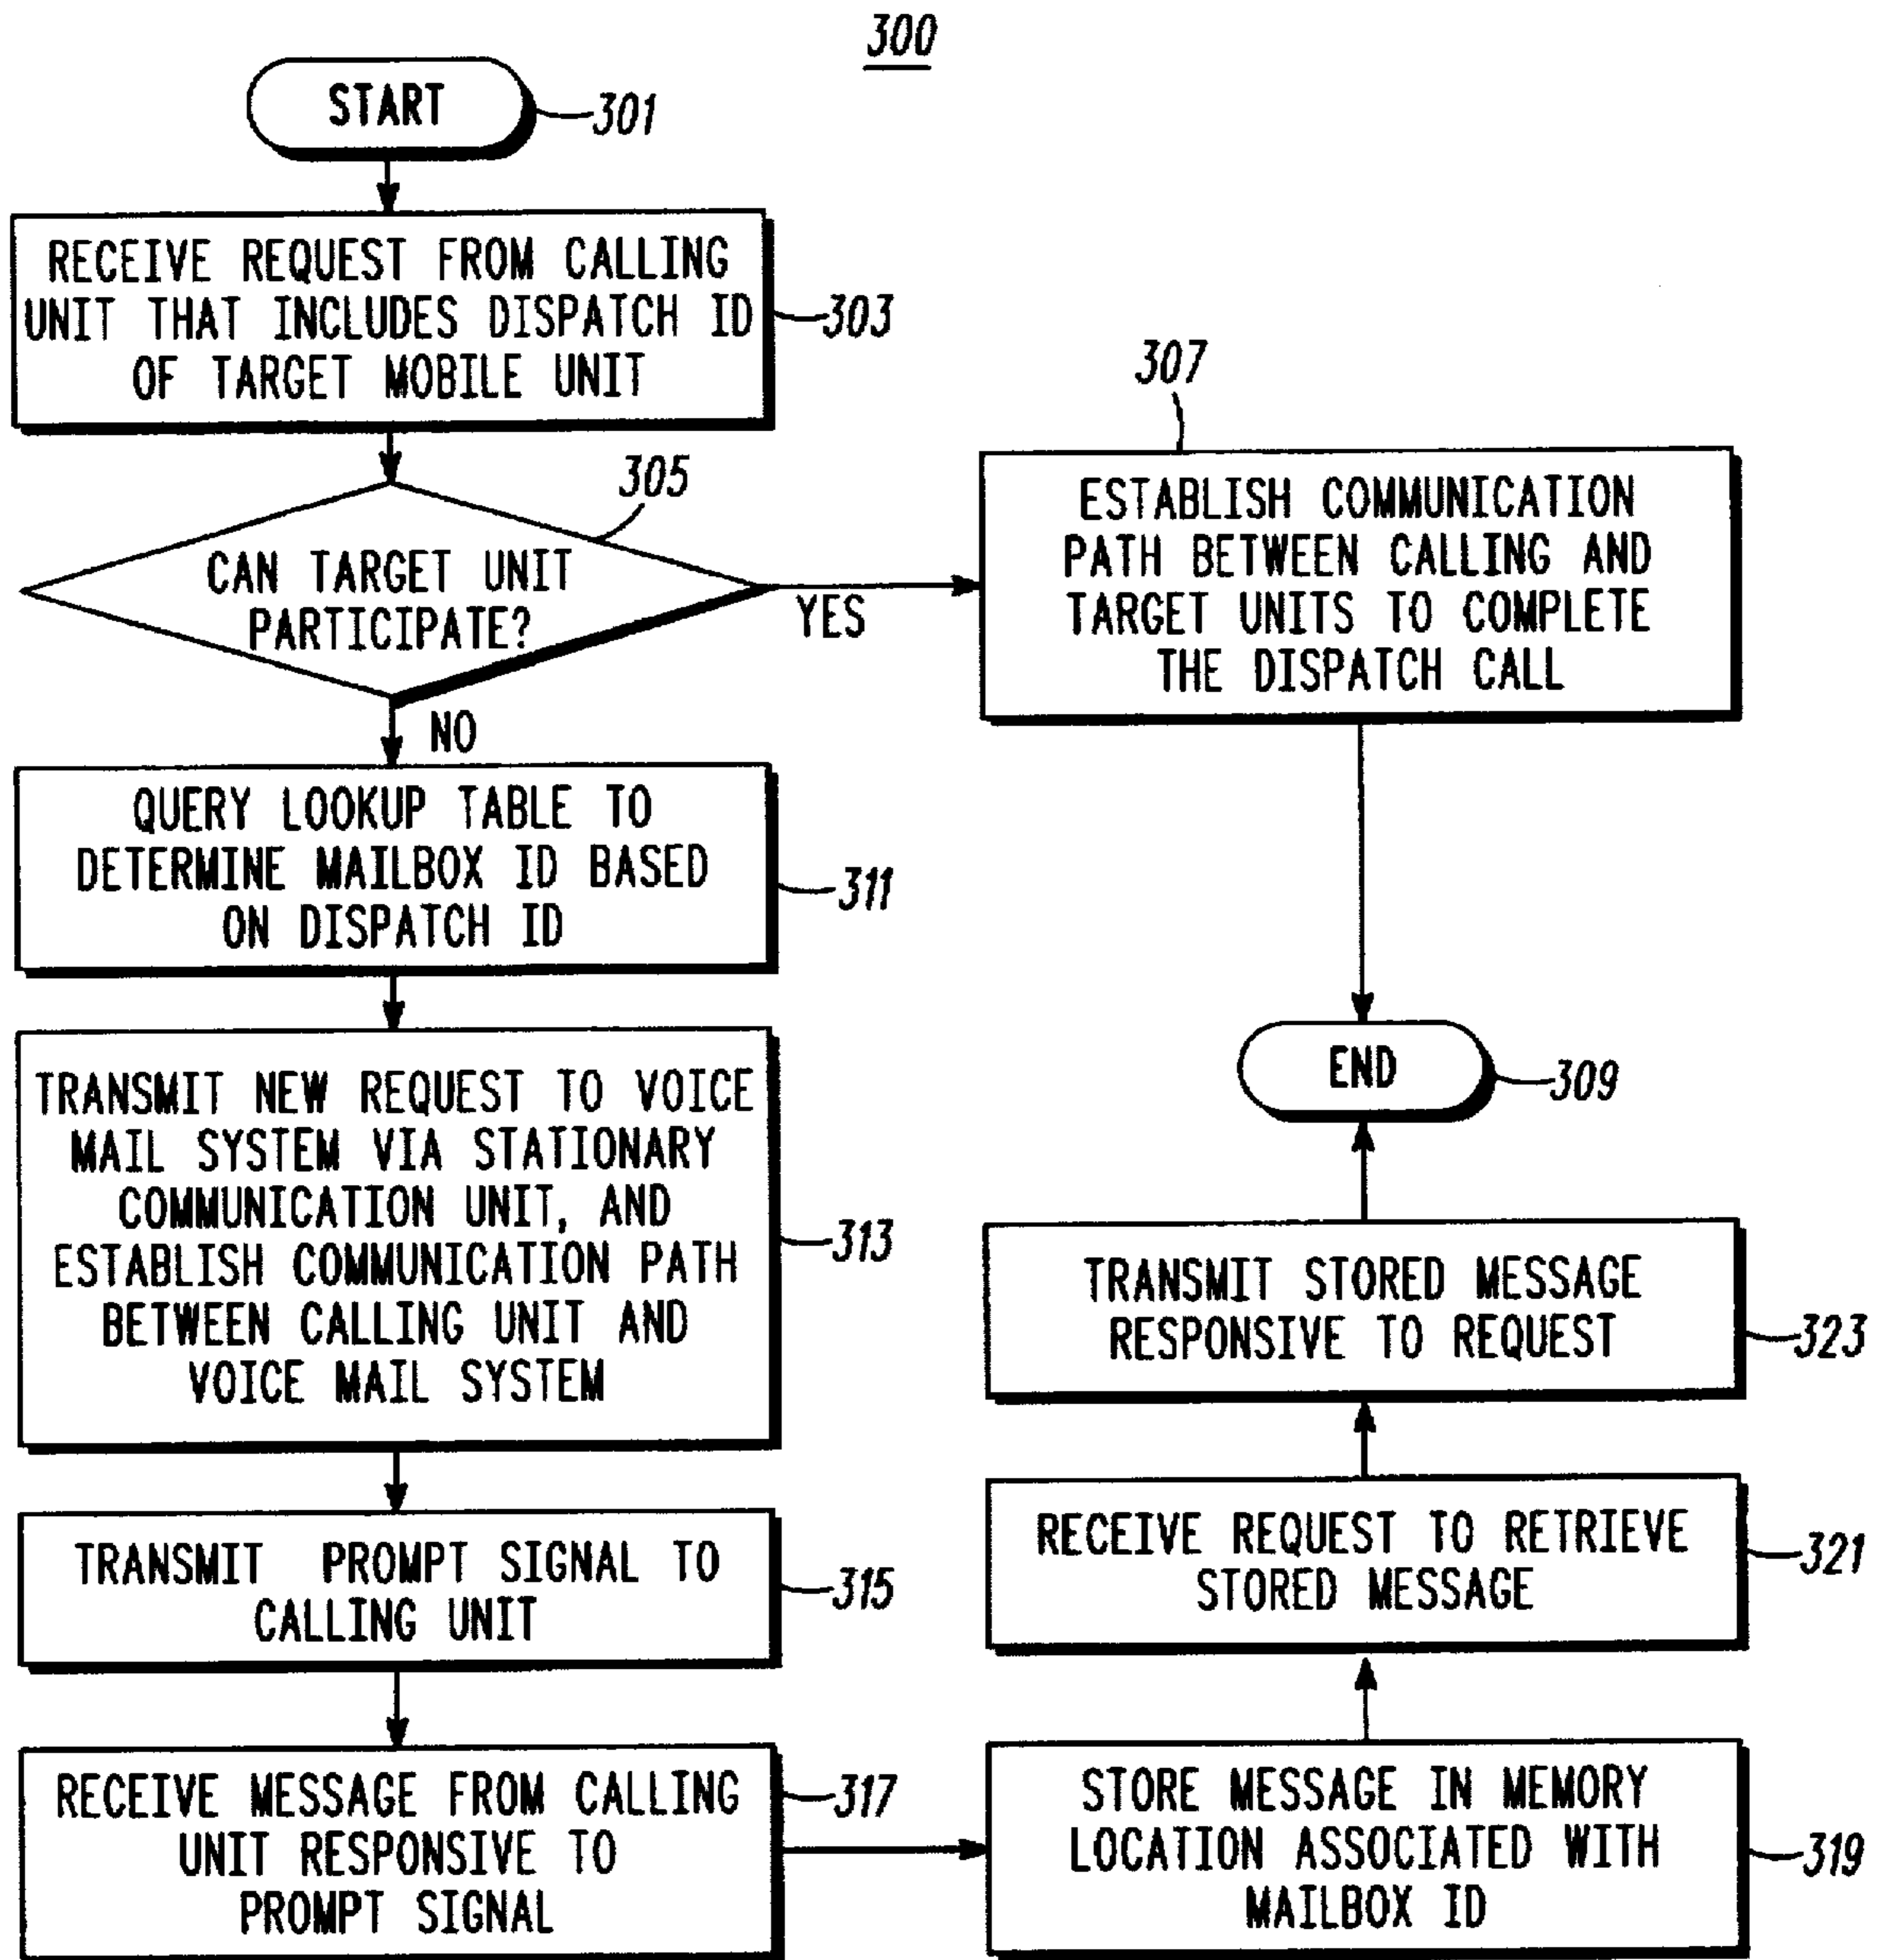 300
START
301
RECEIVE REQUEST FROM CALLING
UNIT THAT INCLUDES DISPATCH ID
OF TARGET MOBILE UNIT
303
305
CAN TARGET UNIT
PARTICIPATE?
YES
NO
307
ESTABLISH COMMUNICATION
PATH BETWEEN CALLING AND
TARGET UNITS TO COMPLETE
THE DISPATCH CALL
QUERY LOOKUP TABLE TO
DETERMINE MAILBOX ID BASED
ON DISPATCH ID
311
TRANSMIT NEW REQUEST TO VOICE
MAIL SYSTEM VIA STATIONARY
COMMUNICATION UNIT, AND
ESTABLISH COMMUNICATION PATH
BETWEEN CALLING UNIT AND
VOICE MAIL SYSTEM
313
TRANSMIT PROMPT SIGNAL TO
CALLING UNIT
315
RECEIVE MESSAGE FROM CALLING
UNIT RESPONSIVE TO
PROMPT SIGNAL
317
STORE MESSAGE IN MEMORY
LOCATION ASSOCIATED WITH
MAILBOX ID
319
RECEIVE REQUEST TO RETRIEVE
STORED MESSAGE
321
TRANSMIT STORED MESSAGE
RESPONSIVE TO REQUEST
323
END
309